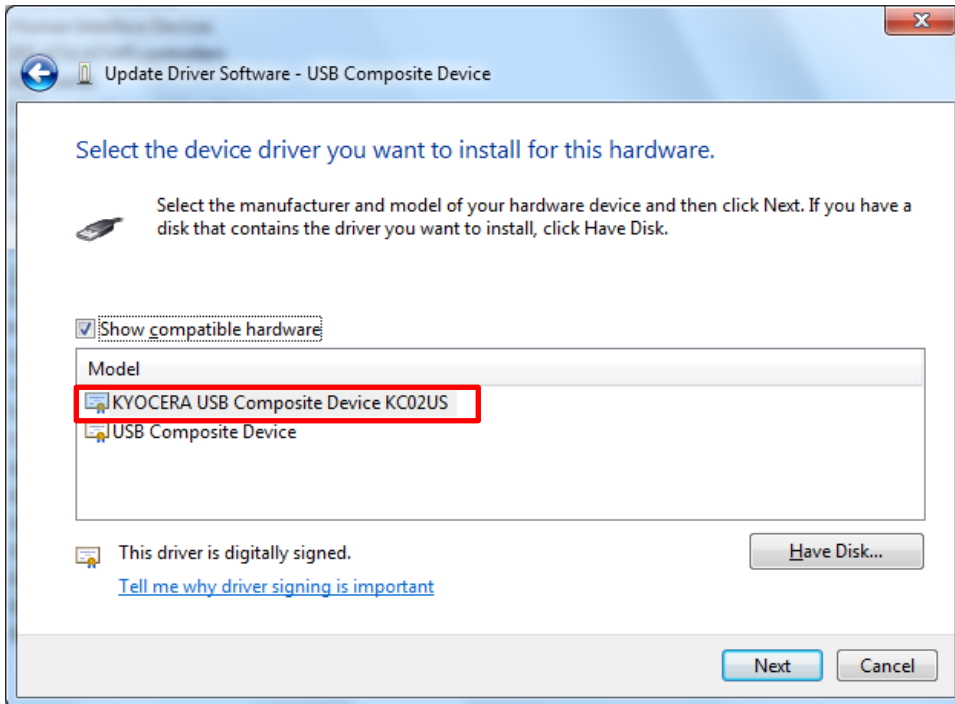 Update Driver Software - USB Composite Device
Select the device driver you want to install for this hardware.
Select the manufacturer and model of your hardware device and then click Next. If you have a
disk that contains the driver you want to install, click Have Disk.
Show compatible hardware
Model
KYOCERA USB Composite Device KC02US
USB Composite Device
This driver is digitally signed.
Have Disk...
Tell me why driver signing is important
Next
Cancel